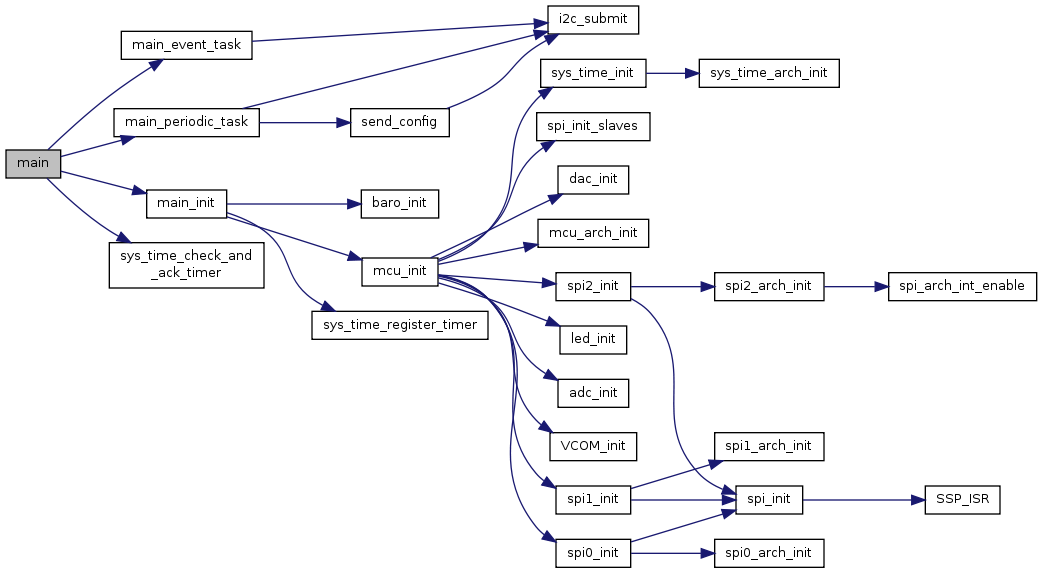 i2c_submit
main_event_task
sys_time_init
sys_time_arch_init
main_periodic_task
send_config
spi_init_slaves
main
dac_init
main_init
baro_init
mcu_arch_init
sys_time_check_and
_ack_timer
mcu_init
spi2_init
spi2_arch_init
spi_arch_int_enable
sys_time_register_timer
led_init
adc_init
VCOM_init
spi1_arch_init
spi1_init
spi_init
SSP_ISR
spi0_init
spi0_arch_init